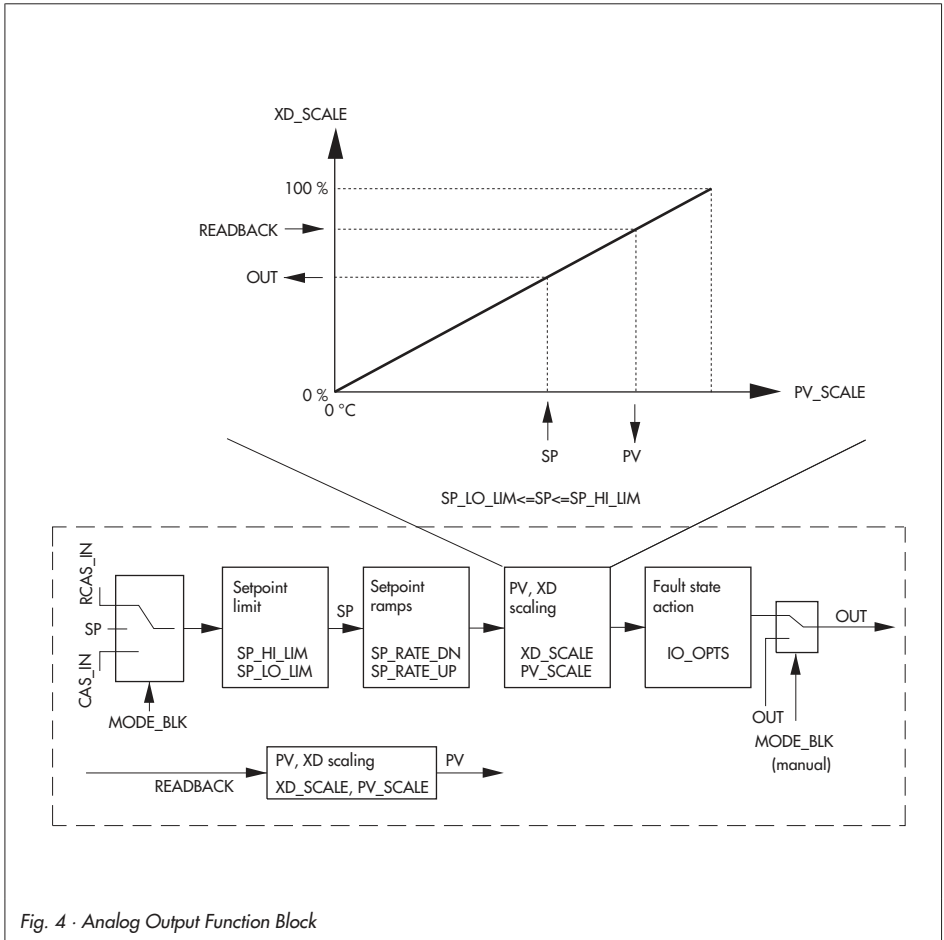 XD_SCALE
100 %
READBACK
OUT
0 %
0 °C
PV_SCALE
SP
PV
SP_LO_LIM<=SP<=SP_HI_LIM
RCAS_IN
SP
CAS_IN
MODE_BLK
Setpoint
limit
SP_HI_LIM
SP_LO_LIM
SP
Setpoint
ramps
SP_RATE_DN
SP_RATE_UP
PV, XD
scaling
XD_SCALE
PV_SCALE
Fault state
action
IO_OPTS
OUT
OUT
MODE_BLK
(manual)
READBACK
PV, XD scaling
XD_SCALE, PV_SCALE
PV
Fig. 4 · Analog Output Function Block